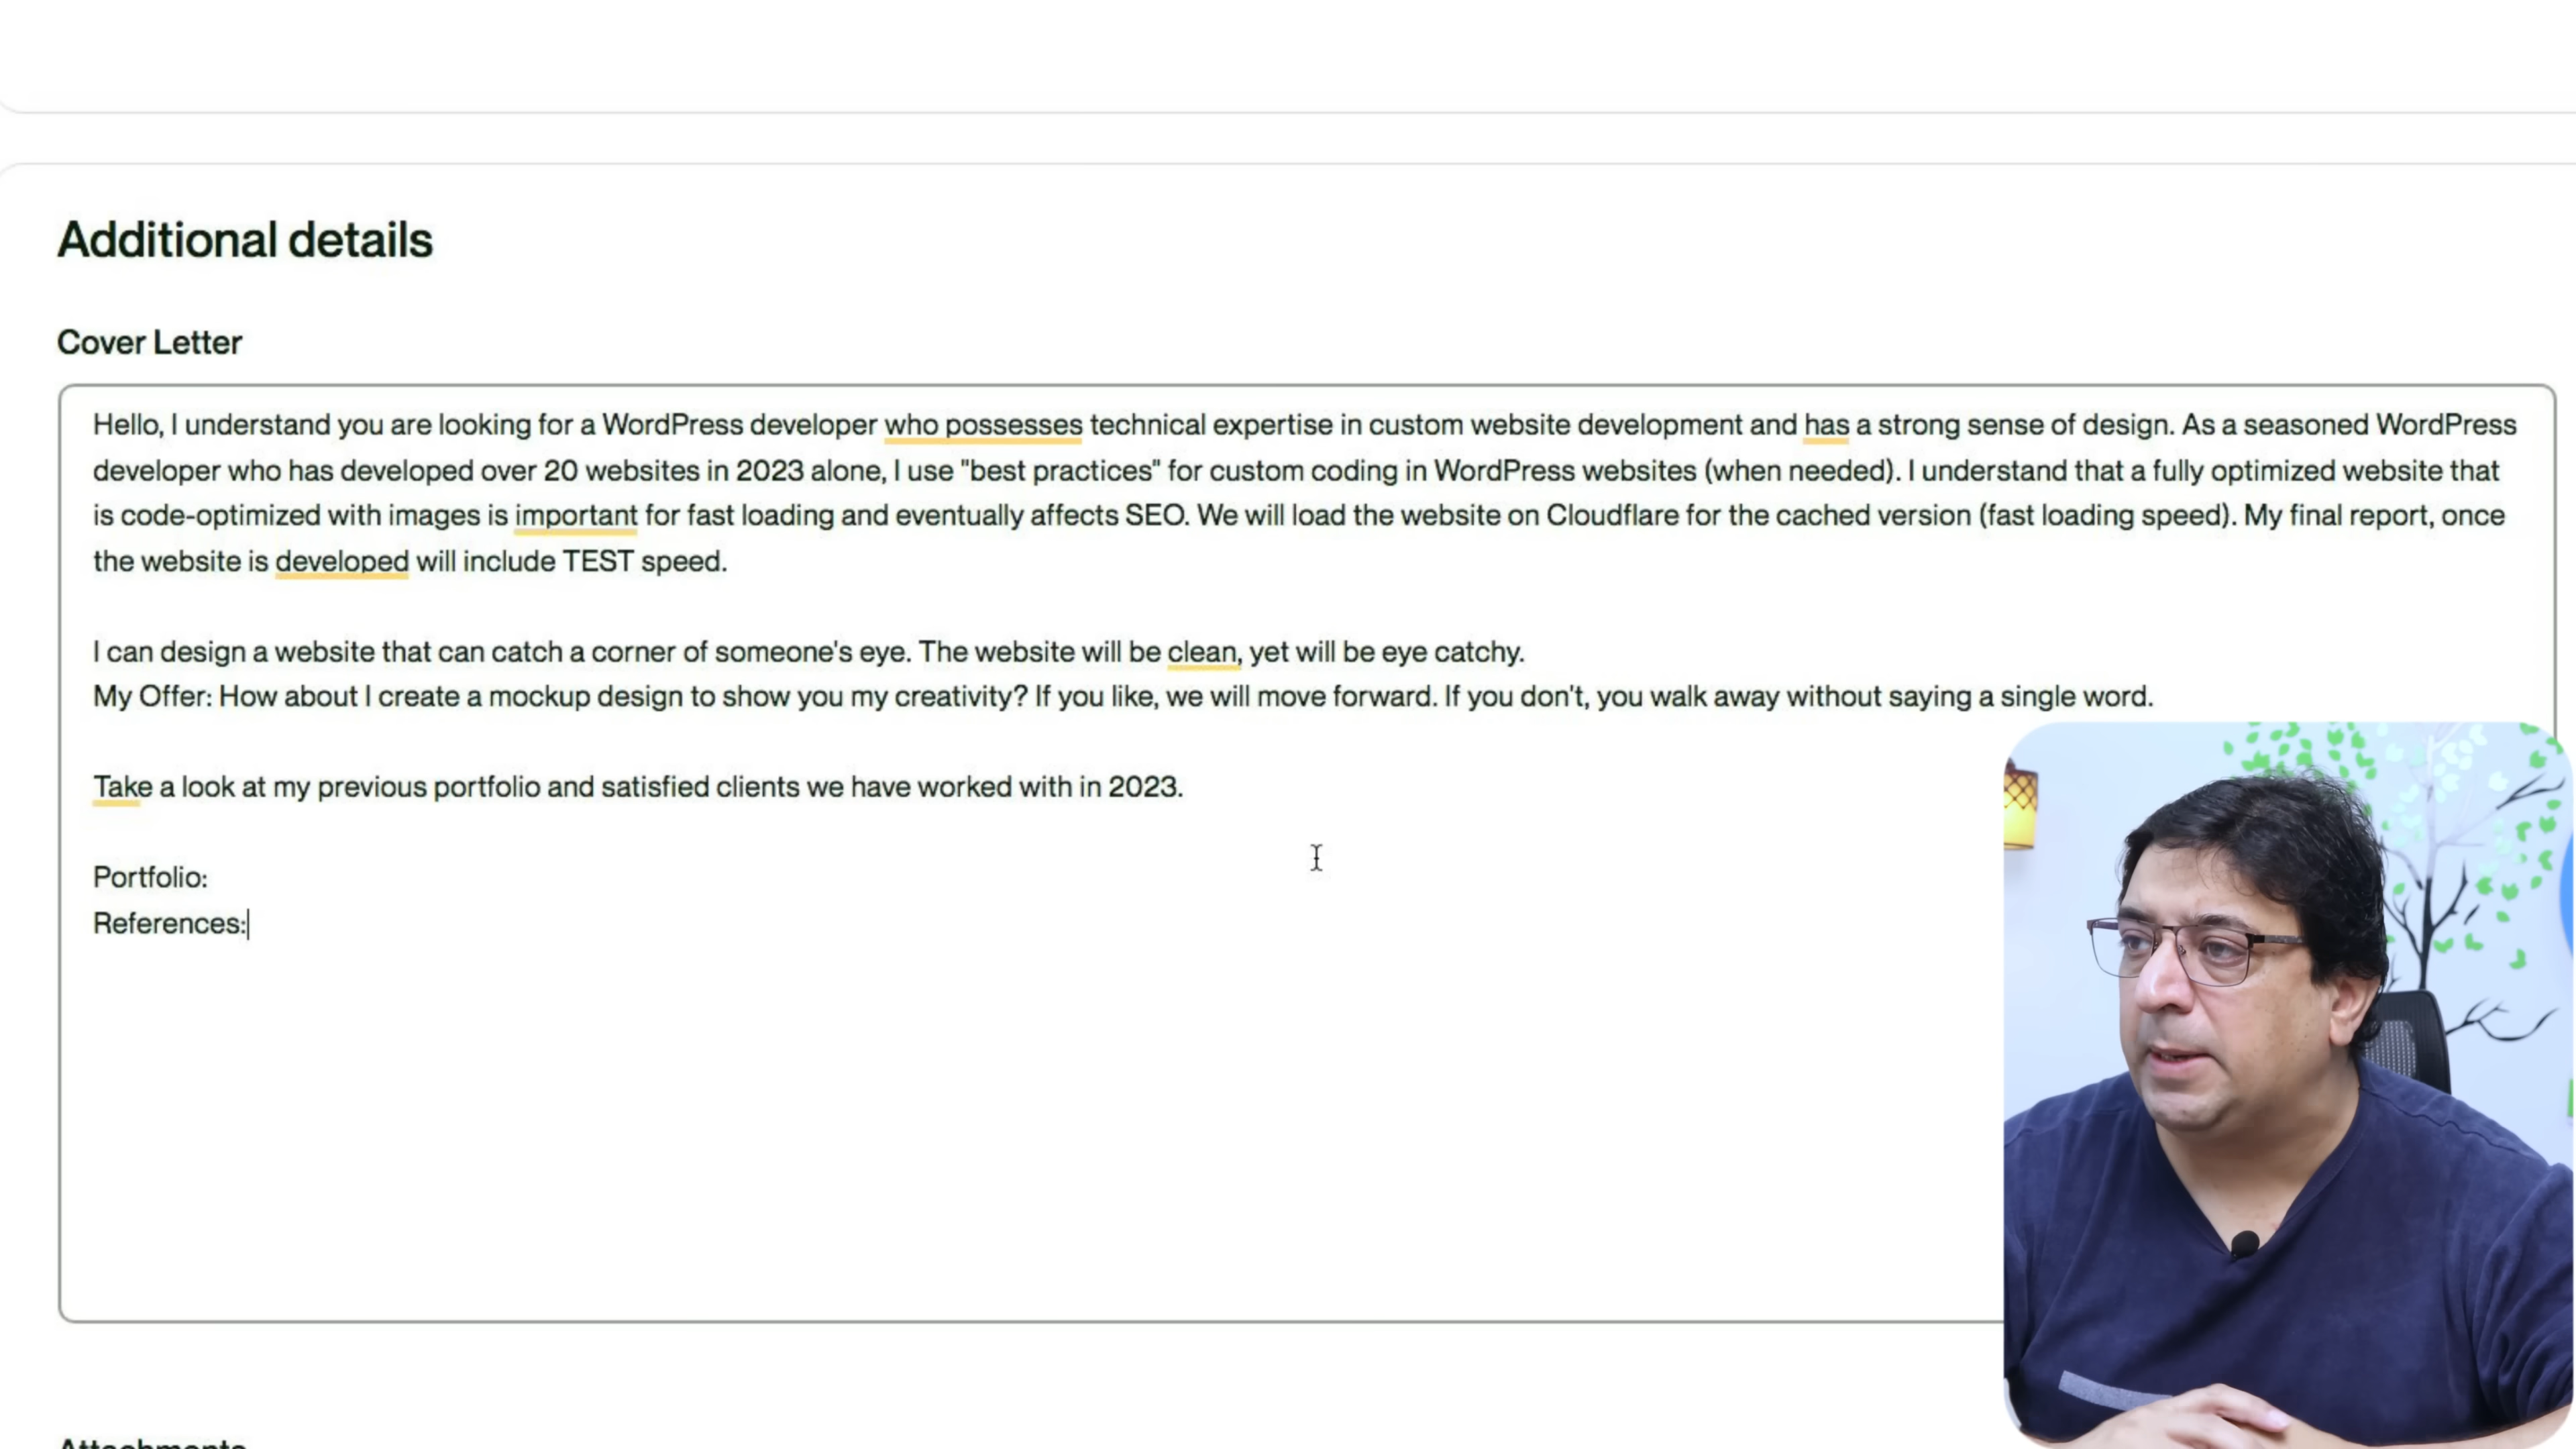 Additional details
Cover Letter
Hello, I understand you are looking for a WordPress developer who possesses technical expertise in custom website development and has a strong sense of design. As a seasoned WordPress
developer who has developed over 20 websites in 2023 alone, I use "best practices" for custom coding in WordPress websites (when needed). I understand that a fully optimized website that
is code-optimized with images is important for fast loading and eventually affects SEO. We will load the website on Cloudflare for the cached version (fast loading speed). My final report, once
the website is developed will include TEST speed.
I can design a website that can catch a corner of someone's eye. The website will be clean, yet will be eye catchy.
My Offer: How about I create a mockup design to show you my creativity? If you like, we will move forward. If you don't, you walk away without saying a single word.
Take a look at my previous portfolio and satisfied clients we have worked with in 2023.
Portfolio:
References:
Attachments